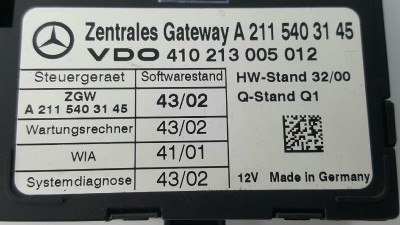 Zentrales Gateway A 211 540 31 45
VDO 410 213 005 012
Steuergeraet Softwarestand
HW-Stand 32/00
ZGW
A 211 540 31 45 43/02
Q-Stand Q1
Wartungsrechner 43/02
WIA 41/01
Systemdiagnose 43/02
12V Made in Germany